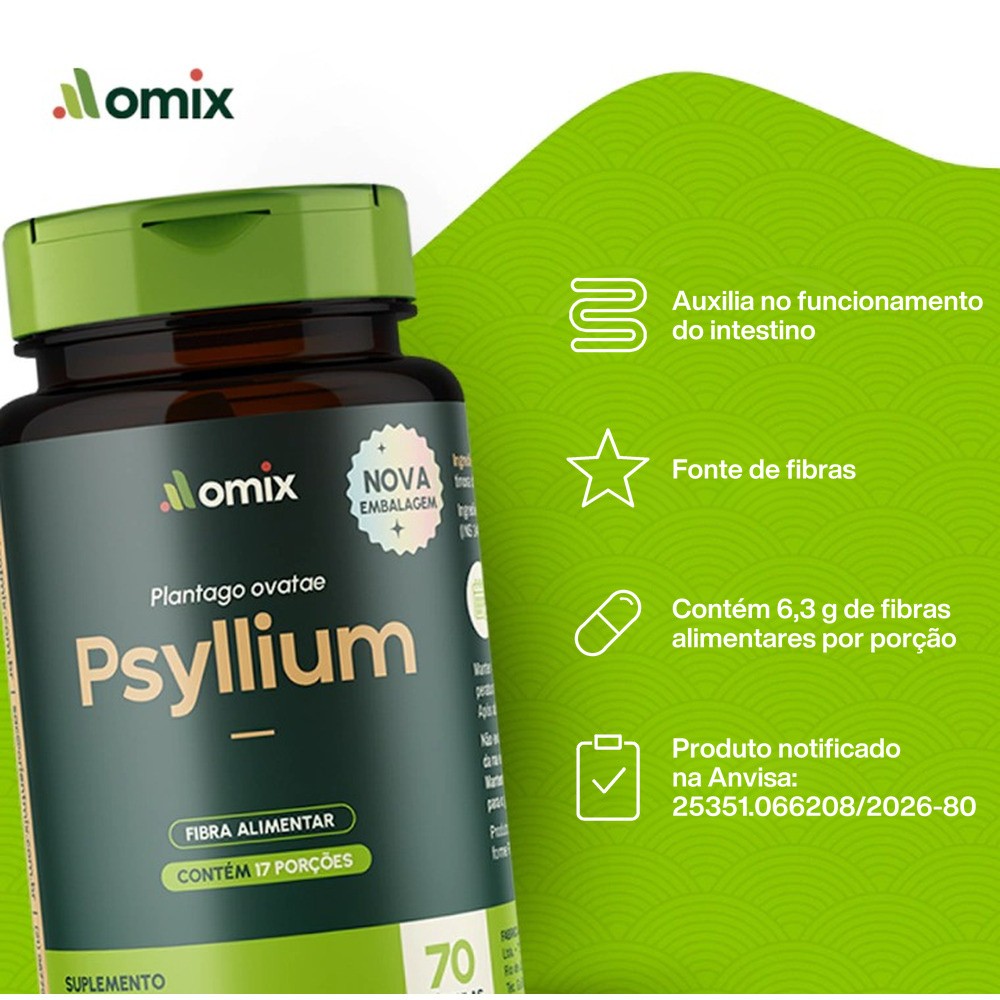 omix
Auxilia no funcionamento
do intestino
Fonte de fibras
Contém 6,3 g de fibras
alimentares por porção
Produto notificado
na Anvisa:
25351.066208/2026-80
omix
NOVA
EMBALAGEM
Plantago ovatae
Psyllium
FIBRA ALIMENTAR
CONTÉM 17 PORÇÕES
SUPLEMENTO
70